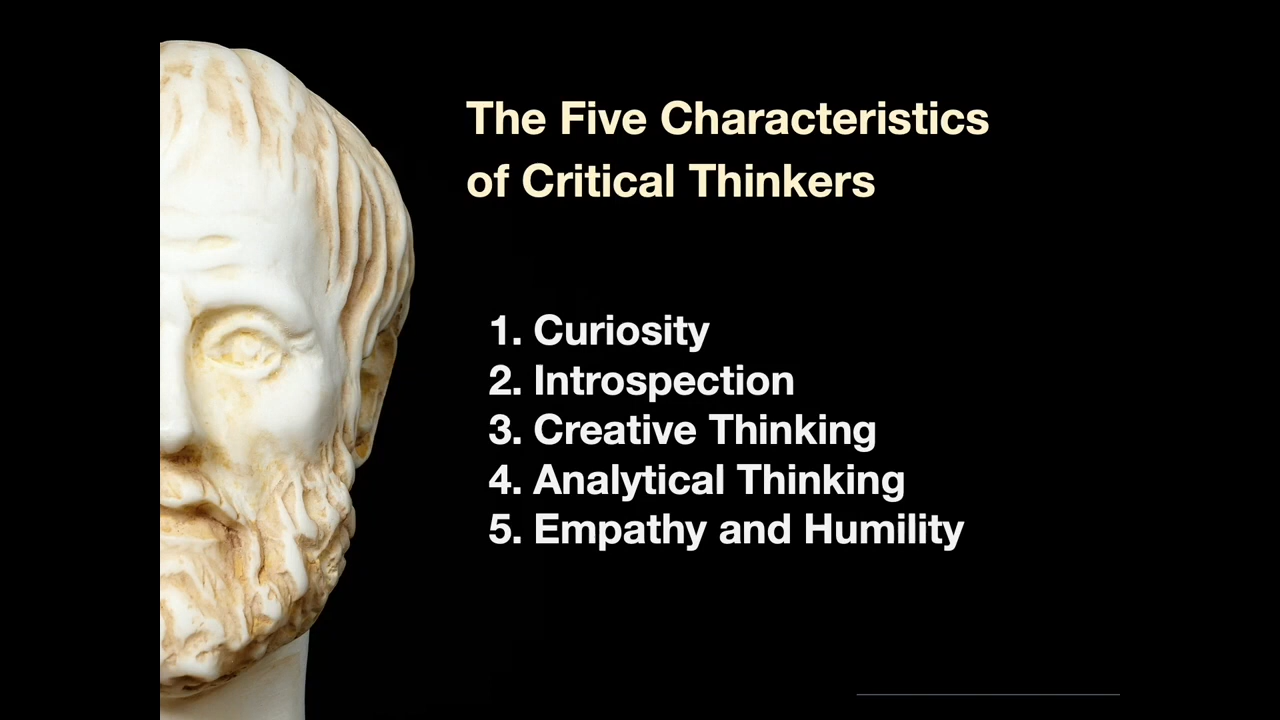 The Five Characteristics
of Critical Thinkers
1. Curiosity
2. Introspection
3. Creative Thinking
4. Analytical Thinking
5. Empathy and Humility